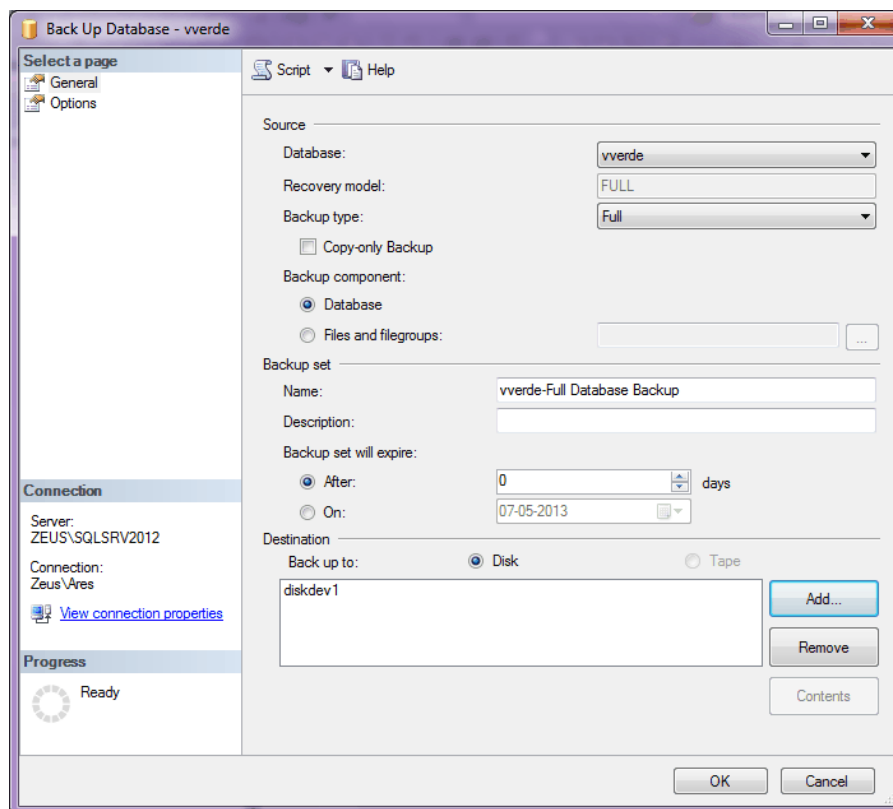 Back Up Database - vverde
Select a page
General
Options
Script Help
Source
Database: vverde
Recovery model: FULL
Backup type: Full
Copy-only Backup
Backup component:
Database
Files and filegroups: ...
Backup set
Name: vverde-Full Database Backup
Description:
Backup set will expire:
After: 0 days
On: 07-05-2013
Destination
Back up to: Disk Tape
diskdev1
Add...
Remove
Contents
Connection
Server:
ZEUS\SQLSRV2012
Connection:
Zeus\Ares
View connection properties
Progress
Ready
OK Cancel